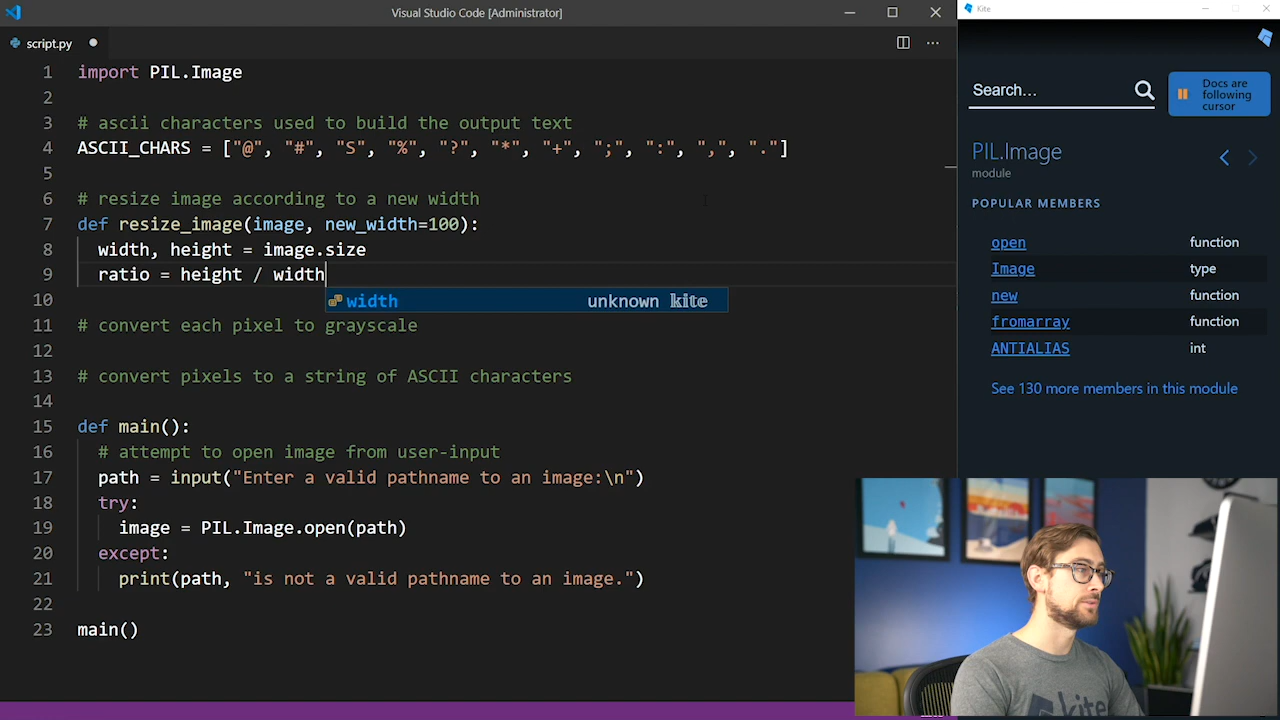 Visual Studio Code [Administrator]
script.py
1 import PIL.Image
2
3 # ascii characters used to build the output text
4 ASCII_CHARS = ["@", "#", "S", "%", "?", "*", "+", ";", ":", ",", "."]
5
6 # resize image according to a new width
7 def resize_image(image, new_width=100):
8 width, height = image.size
9 ratio = height / width
width unknown kite
10
11 # convert each pixel to grayscale
12
13 # convert pixels to a string of ASCII characters
14
15 def main():
16 # attempt to open image from user-input
17 path = input("Enter a valid pathname to an image:\n")
18 try:
19 image = PIL.Image.open(path)
20 except:
21 print(path, "is not a valid pathname to an image.")
22
23 main()
Kite
Search...
Docs are
following
cursor
PIL.Image
module
POPULAR MEMBERS
open function
Image type
new function
fromarray function
ANTIALIAS int
See 130 more members in this module
kite